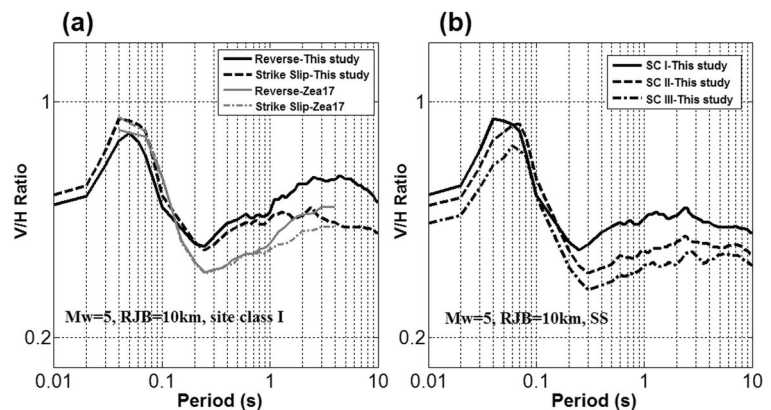 (a)
Reverse-This study
Strike Slip-This study
Reverse-Zea17
Strike Slip-Zea17
1
V/H Ratio
0.2
Mw=5, RJB=10km, site class I
0.01
0.1
1
10
Period (s)
(b)
SC I-This study
SC II-This study
SC III-This study
1
V/H Ratio
0.2
Mw=5, RJB=10km, SS
0.01
0.1
1
10
Period (s)